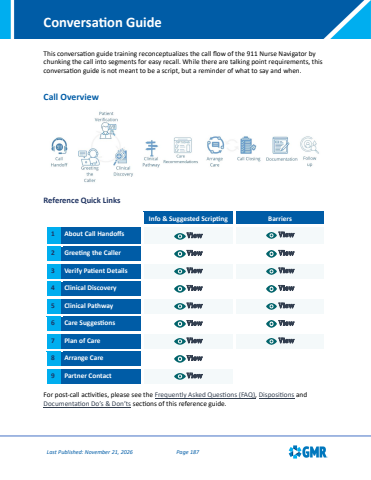 Conversation Guide
This conversation guide training reconceptualizes the call flow of the 911 Nurse Navigator by
chunking the call into segments for easy recall. While there are talking point requirements, this
conversation guide is not meant to be a script, but a reminder of what to say and when.
Call Overview
Patient
Verification
Call
Handoff
Greeting
the
Caller
Clinical
Discovery
Clinical
Pathway
Care
Recommendations
Arrange
Care
Call Closing
Documentation
Follow
up
Reference Quick Links
Info & Suggested Scripting Barriers
1 About Call Handoffs View View
2 Greeting the Caller View View
3 Verify Patient Details View View
4 Clinical Discovery View View
5 Clinical Pathway View View
6 Care Suggestions View View
7 Plan of Care View View
8 Arrange Care View
9 Partner Contact View
For post-call activities, please see the Frequently Asked Questions (FAQ), Dispositions and
Documentation Do's & Don'ts sections of this reference guide.
Last Published: November 21, 2026 Page 187
GMR